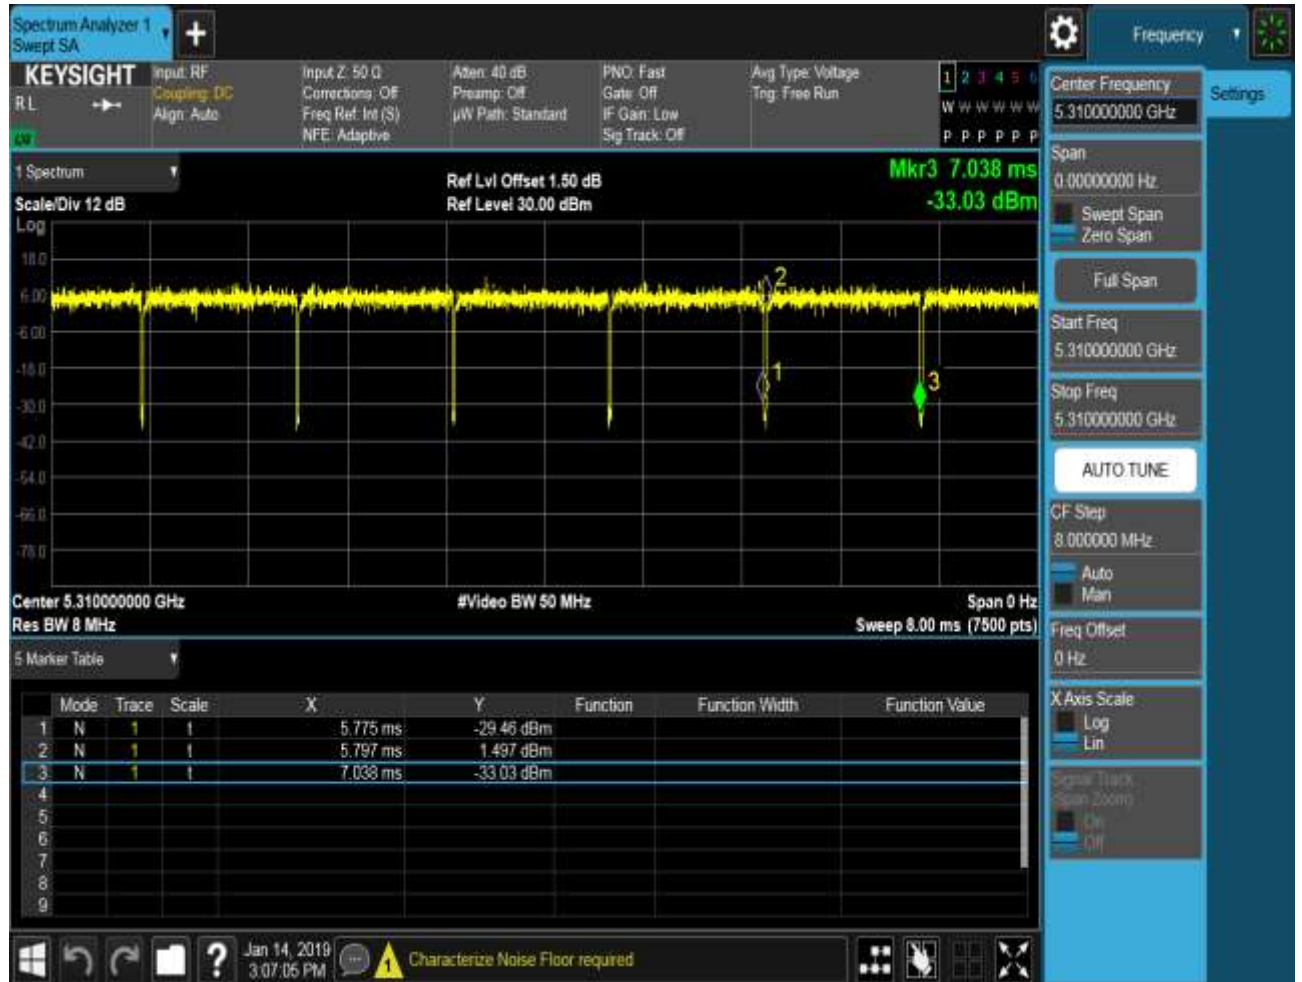 Spectrum Analyzer 1
Swept SA
Frequency
KEYSIGHT
R L
Input: RF
Coupling: DC
Align: Auto
Input Z: 50 Ω
Corrections: Off
Freq Ref: Int (S)
NFE: Adaptive
Atten: 40 dB
Preamp: Off
µW Path: Standard
PNO: Fast
Gate: Off
IF Gain: Low
Sig Track: Off
Avg Type: Voltage
Trig: Free Run
1 2 3 4 5 6
W W W W W W
P P P P P P
Center Frequency
5.310000000 GHz
Settings
Span
0.00000000 Hz
Swept Span
Zero Span
Full Span
Start Freq
5.310000000 GHz
Stop Freq
5.310000000 GHz
AUTO TUNE
CF Step
8.000000 MHz
Auto
Man
Freq Offset
0 Hz
X Axis Scale
Log
Lin
Signal Track
(Span Zoom)
On
Off
1 Spectrum
Scale/Div 12 dB
Ref Lvl Offset 1.50 dB
Ref Level 30.00 dBm
Mkr3 7.038 ms
-33.03 dBm
Log
18.0
6.00
-6.00
-18.0
-30.0
-42.0
-54.0
-66.0
-78.0
2
1
3
Center 5.310000000 GHz
#Video BW 50 MHz
Span 0 Hz
Res BW 8 MHz
Sweep 8.00 ms (7500 pts)
5 Marker Table
Mode Trace Scale X Y Function Function Width Function Value
1 N 1 t 5.775 ms -29.46 dBm
2 N 1 t 5.797 ms 1.497 dBm
3 N 1 t 7.038 ms -33.03 dBm
4
5
6
7
8
9
?
Jan 14, 2019
3:07:05 PM
1
Characterize Noise Floor required